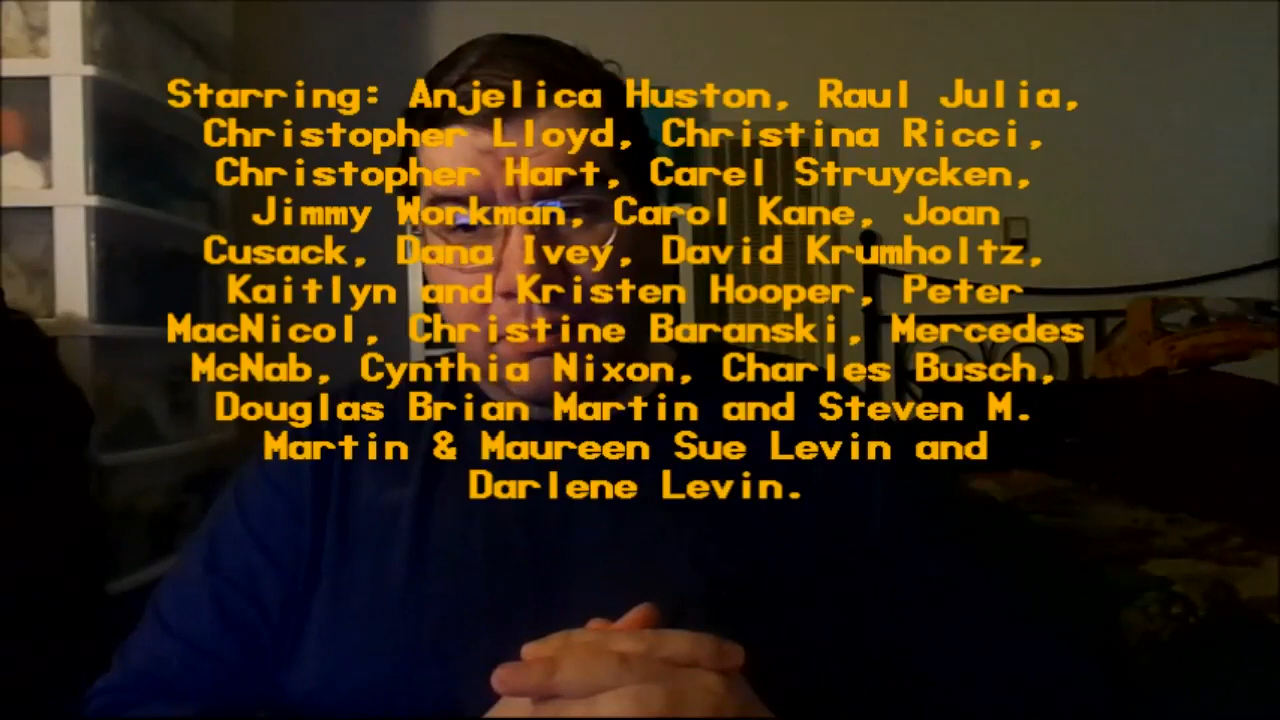 Starring: Anjelica Huston, Raul Julia,
Christopher Lloyd, Christina Ricci,
Christopher Hart, Carel Struycken,
Jimmy Workman, Carol Kane, Joan
Cusack, Dana Ivey, David Krumholtz,
Kaitlyn and Kristen Hooper, Peter
MacNicol, Christine Baranski, Mercedes
McNab, Cynthia Nixon, Charles Busch,
Douglas Brian Martin and Steven M.
Martin & Maureen Sue Levin and
Darlene Levin.